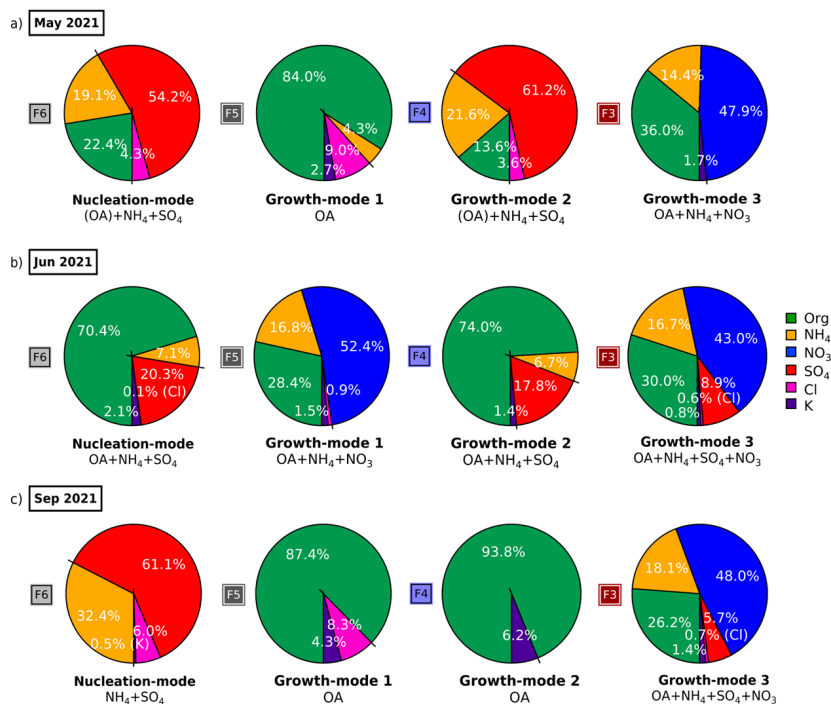 a) May 2021
F6
54.2%
19.1%
22.4%
4.3%
Nucleation-mode
(OA)+NH₄+SO₄
F5
84.0%
4.3%
9.0%
2.7%
Growth-mode 1
OA
F4
61.2%
21.6%
13.6%
3.6%
Growth-mode 2
(OA)+NH₄+SO₄
F3
14.4%
47.9%
36.0%
1.7%
Growth-mode 3
OA+NH₄+NO₃
b) Jun 2021
F6
70.4%
7.1%
20.3%
0.1% (Cl)
2.1%
Nucleation-mode
OA+NH₄+SO₄
F5
16.8%
52.4%
28.4%
0.9%
1.5%
Growth-mode 1
OA+NH₄+NO₃
F4
74.0%
6.7%
17.8%
1.4%
Growth-mode 2
OA+NH₄+SO₄
F3
16.7%
43.0%
30.0%
8.9%
0.6% (Cl)
0.8%
Growth-mode 3
OA+NH₄+SO₄+NO₃
Org
NH₄
NO₃
SO₄
Cl
K
c) Sep 2021
F6
61.1%
32.4%
6.0%
0.5% (K)
Nucleation-mode
NH₄+SO₄
F5
87.4%
8.3%
4.3%
Growth-mode 1
OA
F4
93.8%
6.2%
Growth-mode 2
OA
F3
18.1%
48.0%
26.2%
5.7%
0.7% (Cl)
1.4%
Growth-mode 3
OA+NH₄+SO₄+NO₃